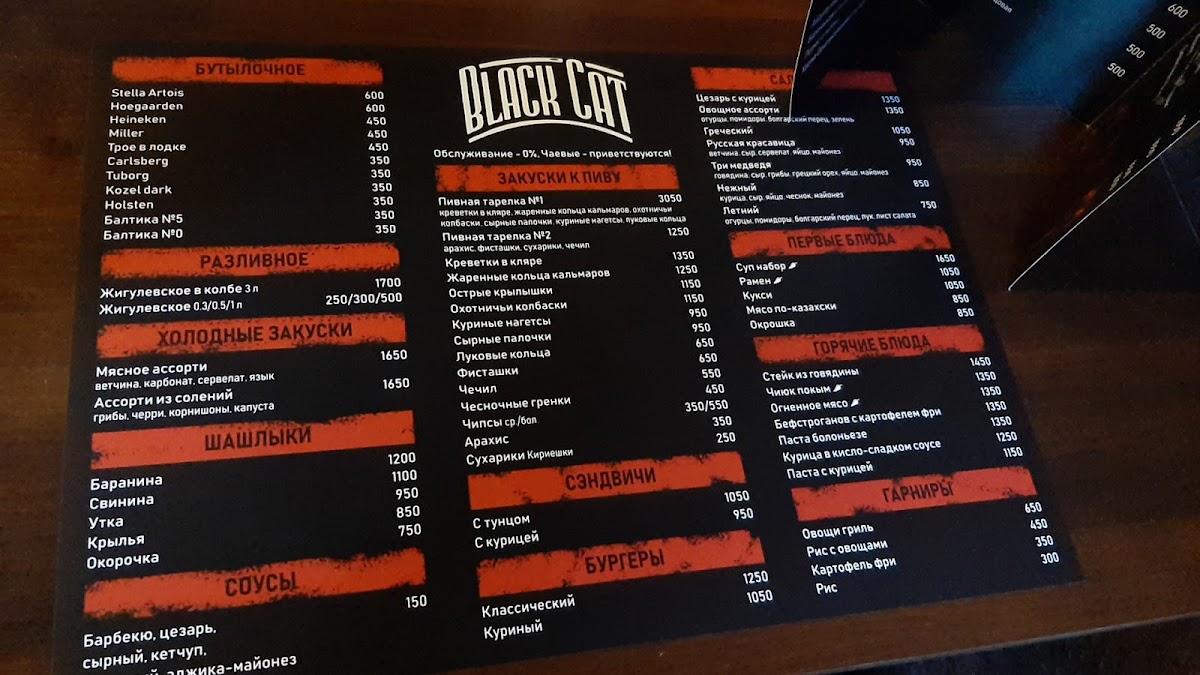 БУТЫЛОЧНОЕ
Stella Artois 600
Hoegaarden 600
Heineken 450
Miller 450
Трое в лодке 450
Carlsberg 350
Tuborg 350
Kozel dark 350
Holsten 350
Балтика №5 350
Балтика №0 350
РАЗЛИВНОЕ
Жигулевское в колбе 3 л 1700
Жигулевское 0.3/0.5/1 л 250/300/500
ХОЛОДНЫЕ ЗАКУСКИ
Мясное ассорти 1650
ветчина, карбонат, сервелат, язык
Ассорти из солений 1650
грибы, черри, корнишоны, капуста
ШАШЛЫКИ
Баранина 1200
Свинина 1100
Утка 950
Крылья 850
Окорочка 750
СОУСЫ
150
Барбекю, цезарь,
сырный, кетчуп,
аджика-майонез
BLACK CAT
Обслуживание - 0%, Чаевые - приветствуются!
ЗАКУСКИ К ПИВУ
Пивная тарелка №1 3050
креветки в кляре, жаренные кольца кальмаров, охотничьи
колбаски, сырные палочки, куриные нагетсы, луковые кольца
Пивная тарелка №2 1250
арахис, фисташки, сухарики, чечил
Креветки в кляре 1350
Жаренные кольца кальмаров 1250
Острые крылышки 1150
Охотничьи колбаски 1150
Куриные нагетсы 950
Сырные палочки 950
Луковые кольца 650
Фисташки 650
Чечил 550
Чесночные гренки 450
Чипсы ср./бол. 350/550
Арахис 350
Сухарики Кириешки 250
СЭНДВИЧИ
С тунцом 1050
С курицей 950
БУРГЕРЫ
Классический 1250
Куриный 1050
САЛ
Цезарь с курицей 1350
Овощное ассорти 1350
огурцы, помидоры, болгарский перец, зелень
Греческий 1050
Русская красавица 950
ветчина, сыр, сервелат, яйцо, майонез
Три медведя 950
говядина, сыр, грибы, грецкий орех, яйцо, майонез
Нежный 850
курица, сыр, яйцо, чеснок, майонез
Летний 750
огурцы, помидоры, болгарский перец, лук, лист салата
ПЕРВЫЕ БЛЮДА
Суп набор 1650
Рамен 1050
Кукси 1050
Мясо по-казахски 850
Окрошка 850
ГОРЯЧИЕ БЛЮДА
Стейк из говядины 1450
Чиюк покым 1350
Огненное мясо 1350
Бефстроганов с картофелем фри 1350
Паста болоньезе 1350
Курица в кисло-сладком соусе 1250
Паста с курицей 1150
ГАРНИРЫ
Овощи гриль 650
Рис с овощами 450
Картофель фри 350
Рис 300
600
500
500
500